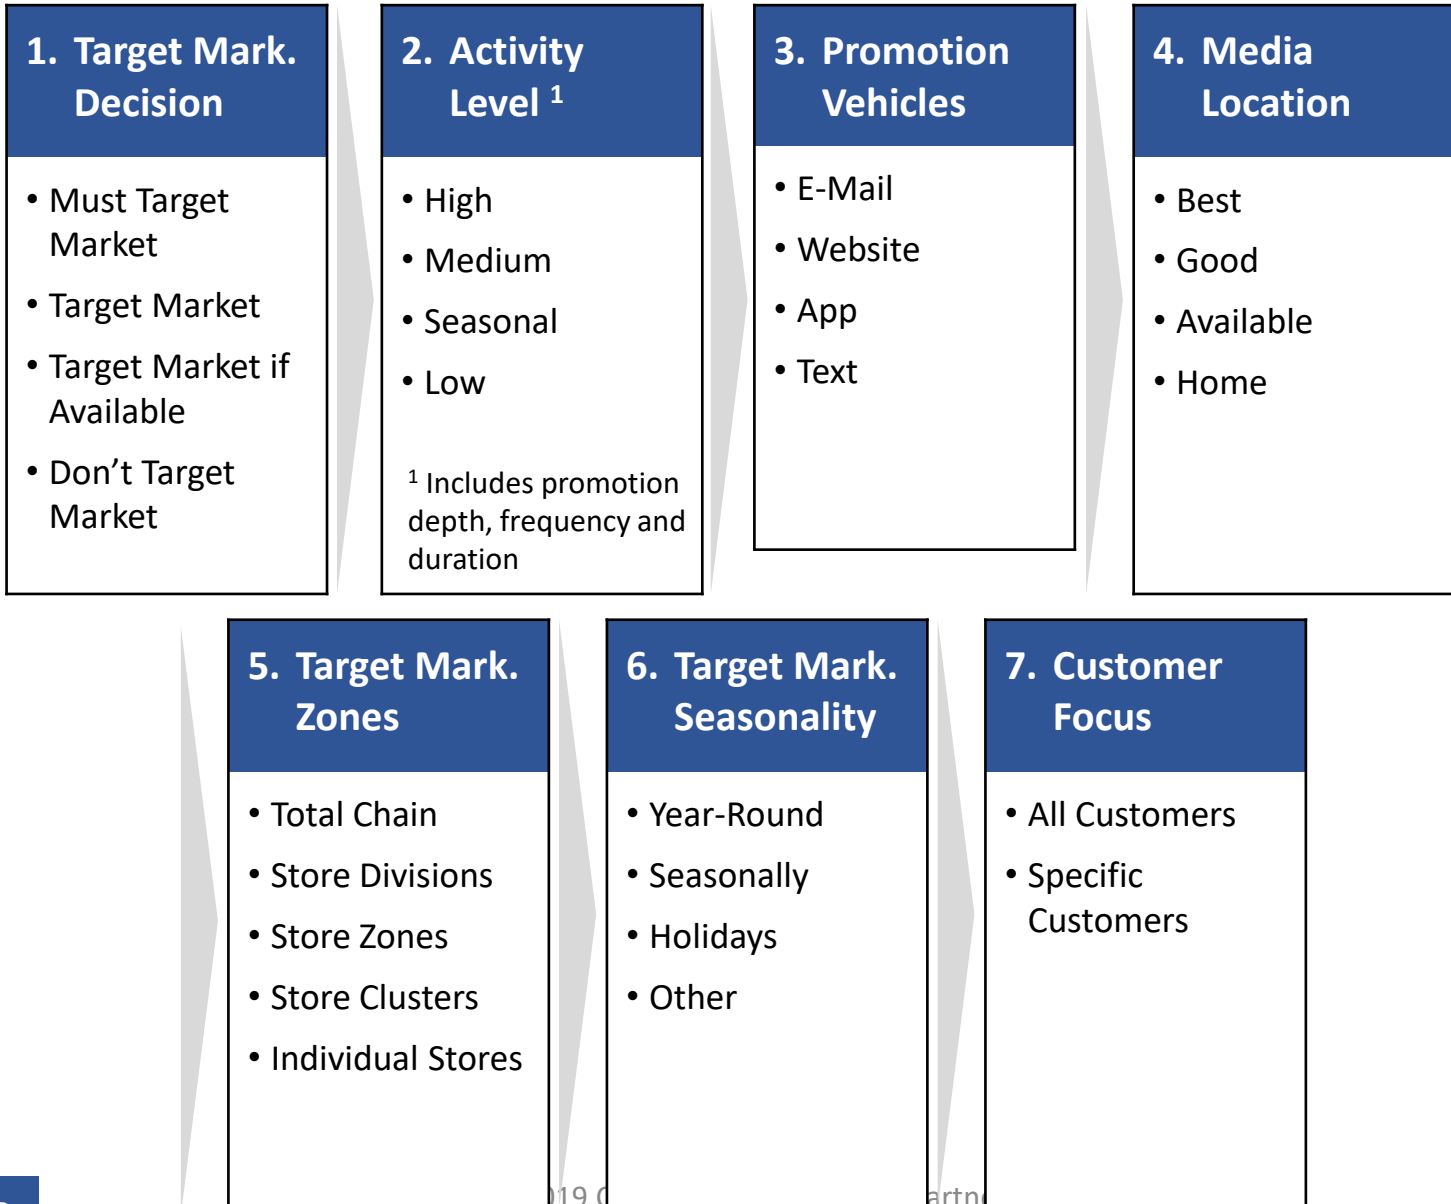 1. Target Mark.
Decision
• Must Target
Market
• Target Market
• Target Market if
Available
• Don’t Target
Market
2. Activity
Level ¹
• High
• Medium
• Seasonal
• Low
¹ Includes promotion
depth, frequency and
duration
3. Promotion
Vehicles
• E-Mail
• Website
• App
• Text
4. Media
Location
• Best
• Good
• Available
• Home
5. Target Mark.
Zones
• Total Chain
• Store Divisions
• Store Zones
• Store Clusters
• Individual Stores
6. Target Mark.
Seasonality
• Year-Round
• Seasonally
• Holidays
• Other
7. Customer
Focus
• All Customers
• Specific
Customers